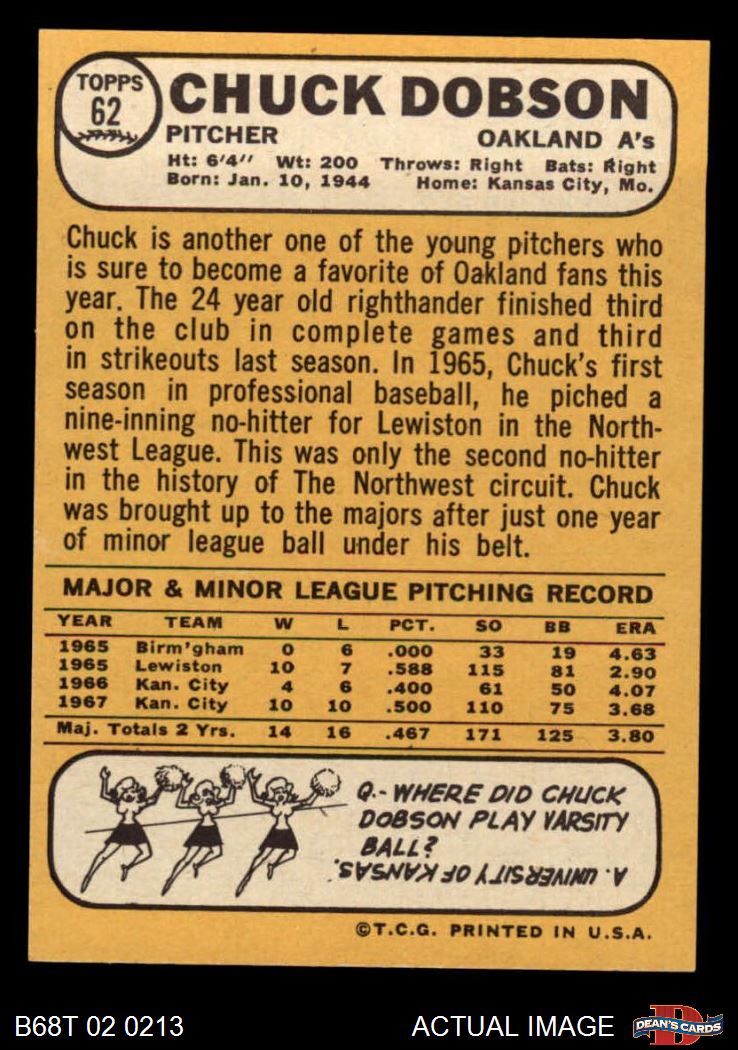 TOPPS
62
CHUCK DOBSON
PITCHER OAKLAND A's
Ht: 6'4" Wt: 200 Throws: Right Bats: Right
Born: Jan. 10, 1944 Home: Kansas City, Mo.
Chuck is another one of the young pitchers who
is sure to become a favorite of Oakland fans this
year. The 24 year old righthander finished third
on the club in complete games and third
in strikeouts last season. In 1965, Chuck's first
season in professional baseball, he piched a
nine-inning no-hitter for Lewiston in the North-
west League. This was only the second no-hitter
in the history of The Northwest circuit. Chuck
was brought up to the majors after just one year
of minor league ball under his belt.
MAJOR & MINOR LEAGUE PITCHING RECORD
YEAR TEAM W L PCT. SO BB ERA
1965 Birm'gham 0 6 .000 33 19 4.63
1965 Lewiston 10 7 .588 115 81 2.90
1966 Kan. City 4 6 .400 61 50 4.07
1967 Kan. City 10 10 .500 110 75 3.68
Maj. Totals 2 Yrs. 14 16 .467 171 125 3.80
Q.- WHERE DID CHUCK
DOBSON PLAY VARSITY
BALL?
A. UNIVERSITY OF KANSAS.
©T.C.G. PRINTED IN U.S.A.
B68T 02 0213 ACTUAL IMAGE
DEAN'S CARDS